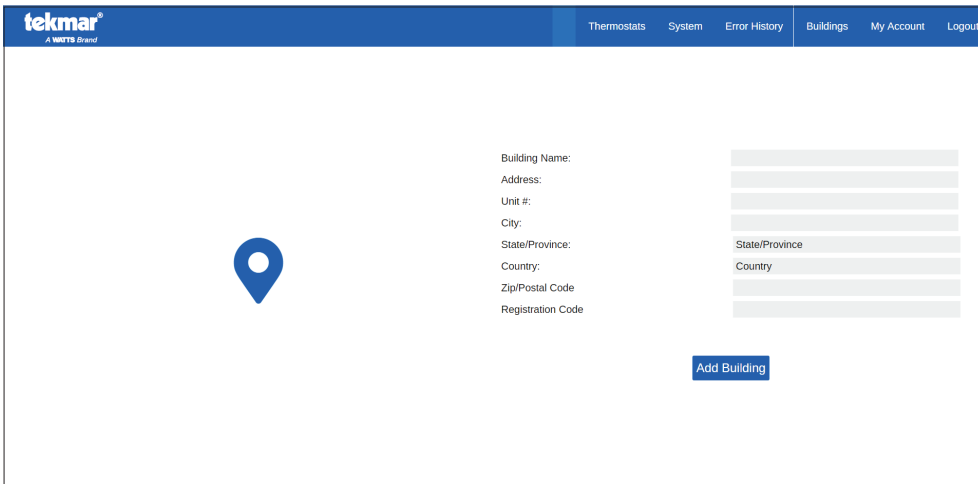 tekmar®
A WATTS Brand
Thermostats System Error History Buildings My Account Logout
Building Name:
Address:
Unit #:
City:
State/Province: State/Province
Country: Country
Zip/Postal Code
Registration Code
Add Building